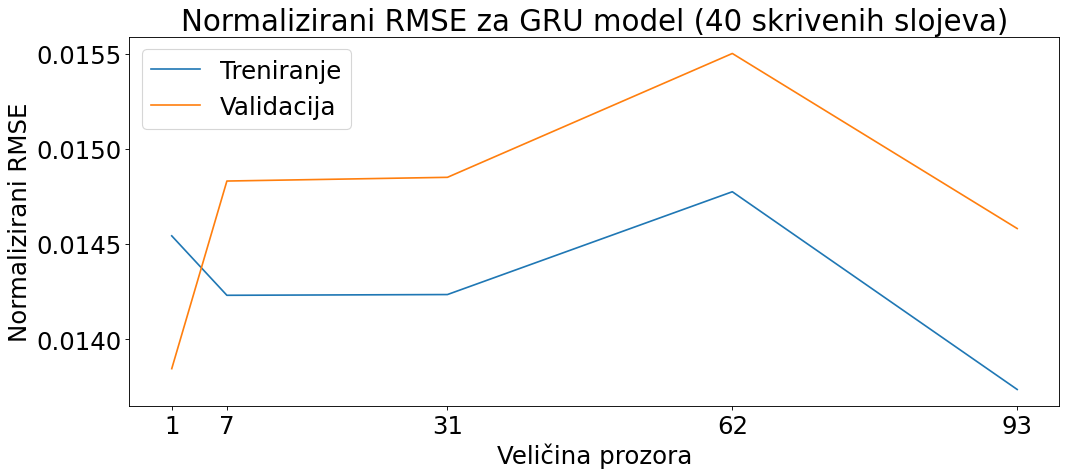 Normalizirani RMSE za GRU model (40 skrivenih slojeva)
Treniranje
Validacija
Normalizirani RMSE
0.0155
0.0150
0.0145
0.0140
1 7 31 62 93
Veličina prozora